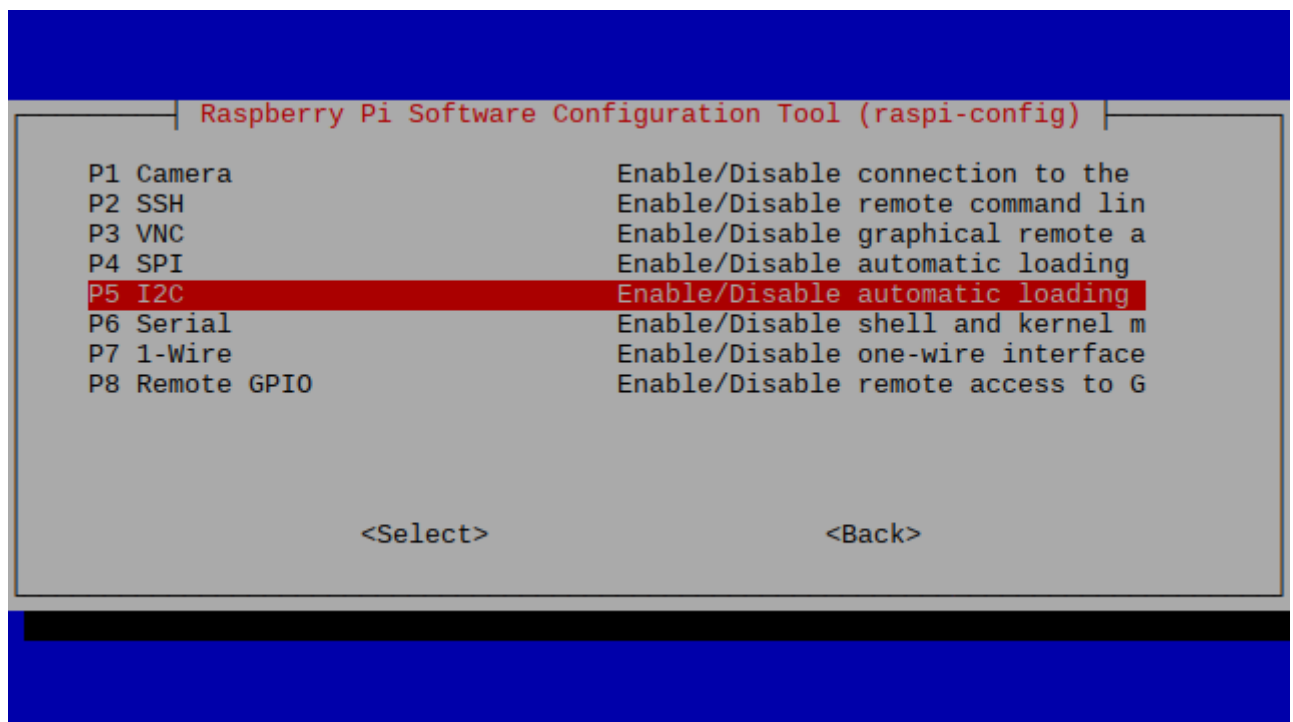 Raspberry Pi Software Configuration Tool (raspi-config)
P1 Camera Enable/Disable connection to the
P2 SSH Enable/Disable remote command lin
P3 VNC Enable/Disable graphical remote a
P4 SPI Enable/Disable automatic loading
P5 I2C Enable/Disable automatic loading
P6 Serial Enable/Disable shell and kernel m
P7 1-Wire Enable/Disable one-wire interface
P8 Remote GPIO Enable/Disable remote access to G
<Select> <Back>